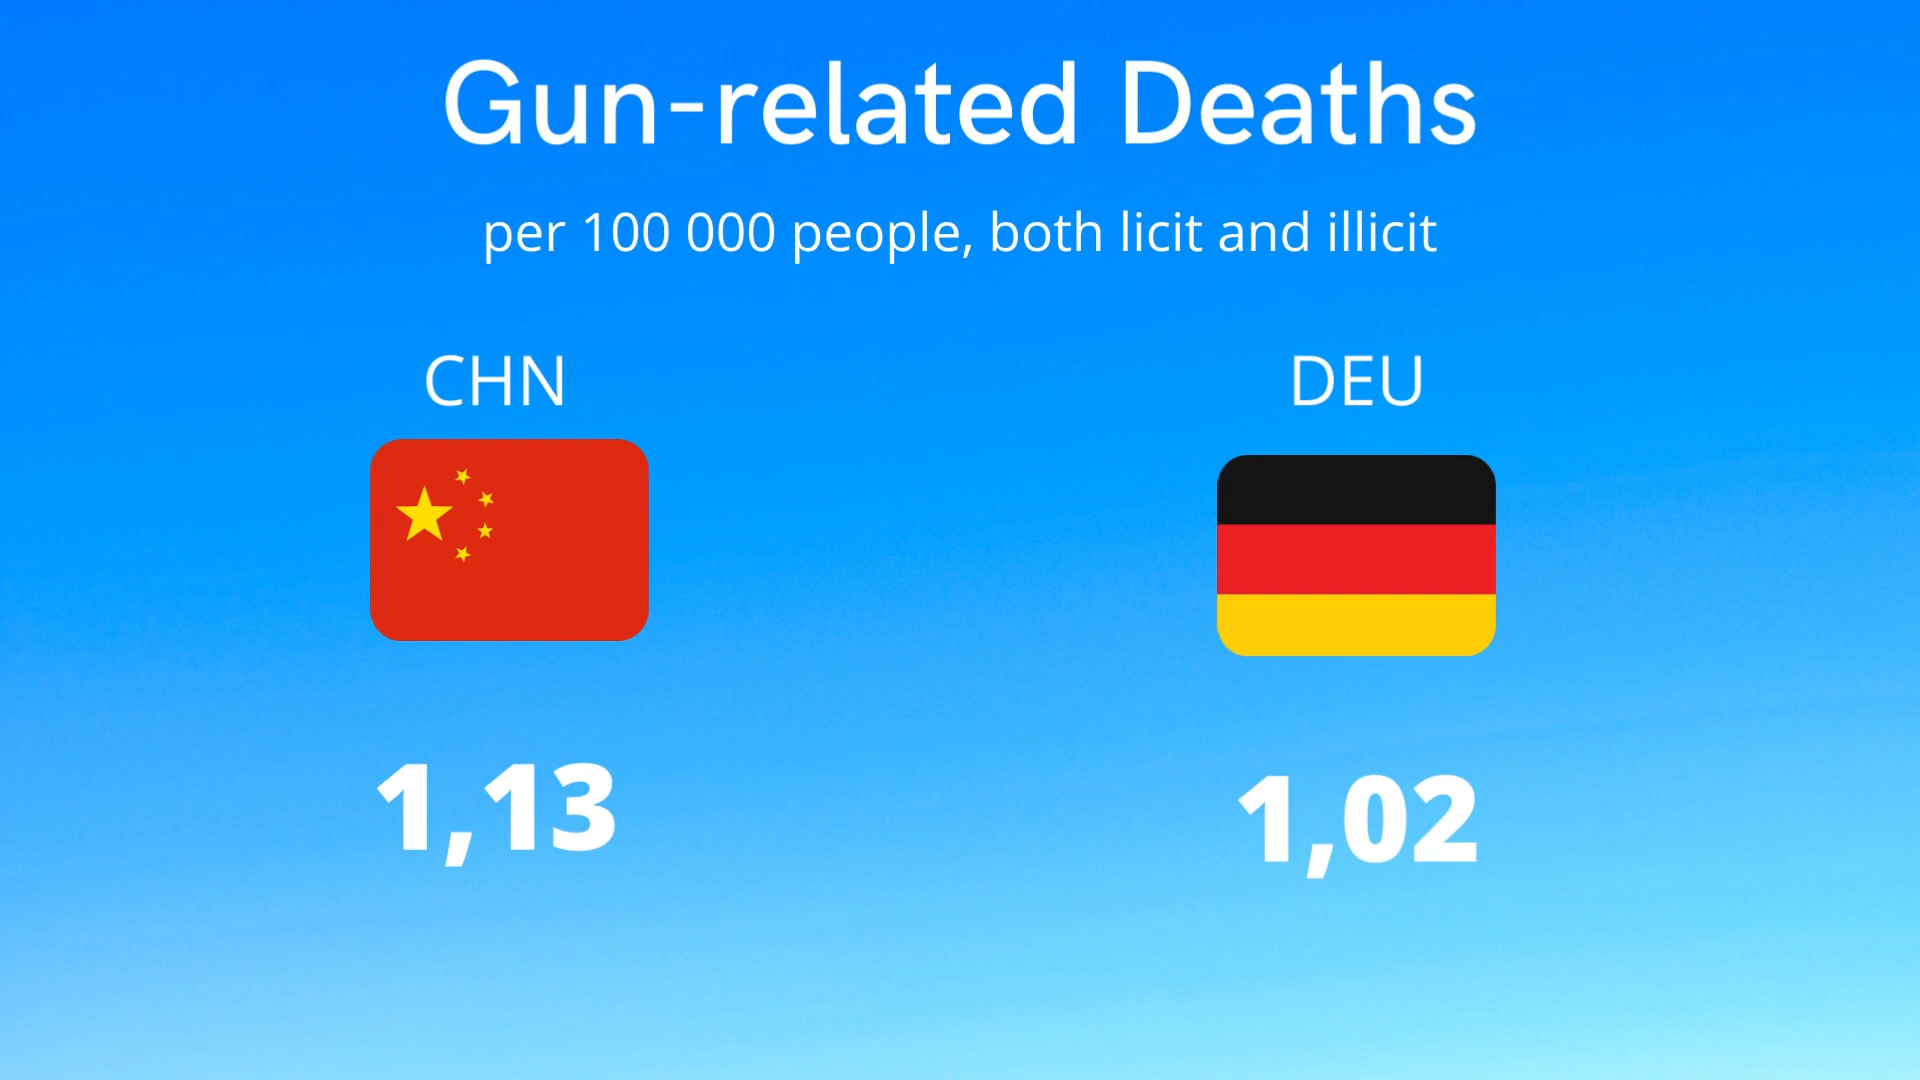 Gun-related Deaths
per 100 000 people, both licit and illicit
CHN
DEU
1,13
1,02